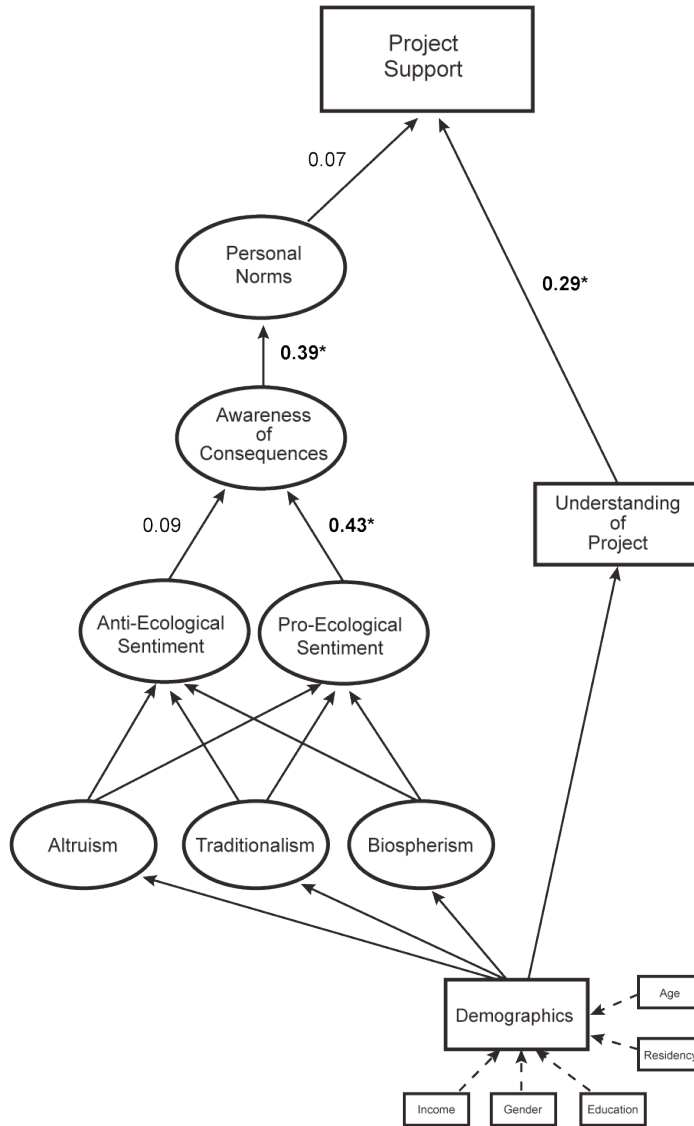 Project
Support
0.07
Personal
Norms
0.29*
0.39*
Awareness
of
Consequences
0.09
0.43*
Understanding
of
Project
Anti-Ecological
Sentiment
Pro-Ecological
Sentiment
Altruism
Traditionalism
Biospherism
Demographics
Age
Residency
Income
Gender
Education